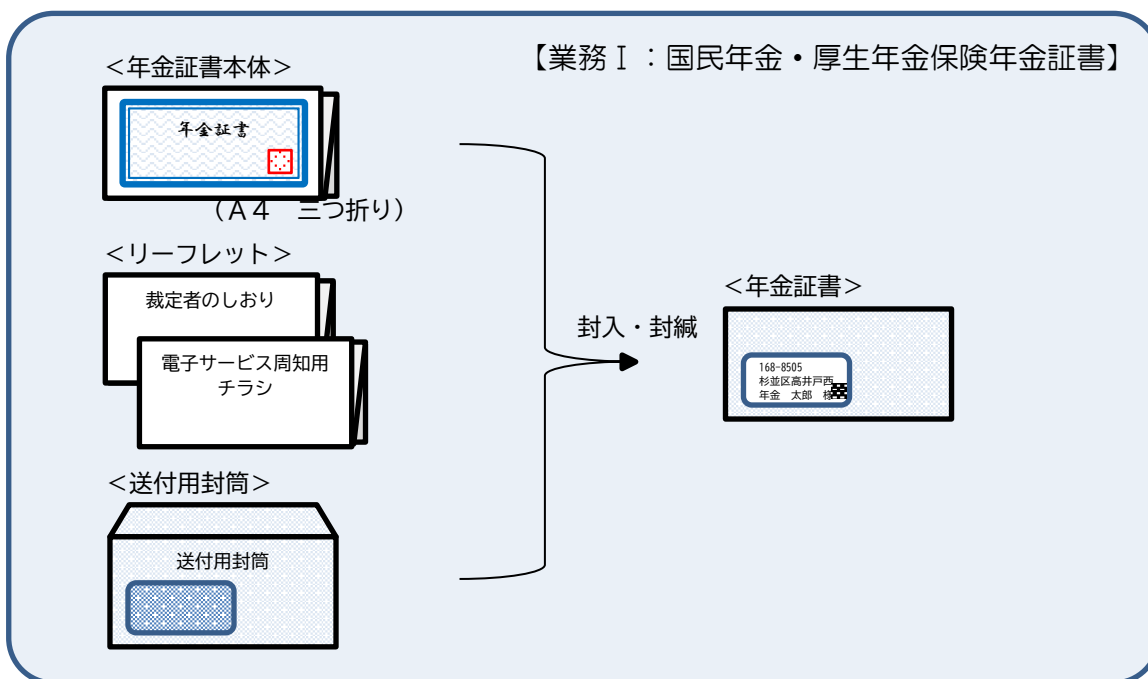 【業務Ⅰ：国民年金・厚生年金保険年金証書】
＜年金証書本体＞
年金証書
（Ａ４　三つ折り）
＜リーフレット＞
裁定者のしおり
電子サービス周知用
チラシ
＜送付用封筒＞
送付用封筒
封入・封緘
＜年金証書＞
168-8505
杉並区高井戸西
年金　太郎　様